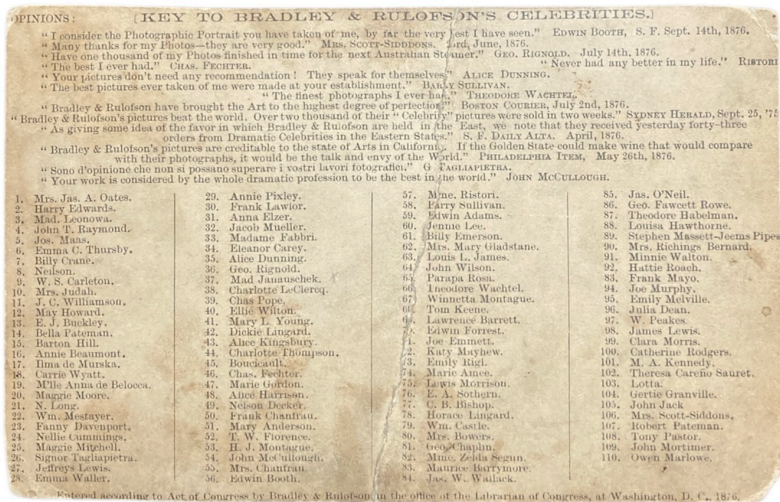 OPINIONS: [KEY TO BRADLEY & RULOFSON'S CELEBRITIES.]
"I consider the Photographic Portrait you have taken of me, by far the very best I have seen." EDWIN BOOTH, S. F. Sept. 14th, 1876.
"Many thanks for my Photos—they are very good." MRS. SCOTT-SIDDDONS. 3rd, June, 1876.
"Have one thousand of my Photos finished in time for the next Australian Steamer." GEO. RIGNOLD. July 14th, 1876.
"The best I ever had." CHAS. FECHTER. "Never had any better in my life." RISTORI
"Your pictures don't need any recommendation! They speak for themselves" ALICE DUNNING.
"The best pictures ever taken of me were made at your establishment." BARRY SULLIVAN.
"The finest photographs I ever had." THEODORE WACHTEL.
"Bradley & Rulofson have brought the Art to the highest degree of perfection" BOSTON COURIER, July 2nd, 1876.
"Bradley & Rulofson's pictures beat the world. Over two thousand of their "Celebrity" pictures were sold in two weeks." SYDNEY HERALD, Sept. 25, '75
"As giving some idea of the favor in which Bradley & Rulofson are held in the East, we note that they received yesterday forty-three
orders from Dramatic Celebrities in the Eastern States." S. F. DAILY ALTA. April, 1876.
"Bradley & Rulofson's pictures are creditable to the state of Arts in California. If the Golden State could make wine that would compare
with their photographs, it would be the talk and envy of the World." PHILADELPHIA ITEM, May 26th, 1876.
"Sono d'opinione che non si possano superare i vostri lavori fotografici." G TAGLIAPIETRA.
"Your work is considered by the whole dramatic profession to be the best in the world." JOHN MCCULLOUGH.
1. Mrs. Jas. A. Oates.
2. Harry Edwards.
3. Mad. Leonowa.
4. John T. Raymond.
5. Jos. Maas.
6. Emma C. Thursby.
7. Billy Crane.
8. Neilson.
9. W. S. Carleton.
10. Mrs. Judah.
11. J. C. Williamson.
12. May Howard.
13. E. J. Buckley.
14. Bella Pateman.
15. Barton Hill.
16. Annie Beaumont.
17. Ilma de Murska.
18. Carrie Wyatt.
19. M'lle Anna de Belocca.
20. Maggie Moore.
21. N. Long.
22. Wm. Mestayer.
23. Fanny Davenport.
24. Nellie Cummings.
25. Maggie Mitchell.
26. Signor Tagliapietra.
27. Jeffreys Lewis.
28. Emma Waller.
29. Annie Pixley.
30. Frank Lawlor.
31. Anna Elzer.
32. Jacob Mueller.
33. Madame Fabbri.
34. Eleanor Carey.
35. Alice Dunning.
36. Geo. Rignold.
37. Mad Janauschek.
38. Charlotte LeClercq.
39. Chas Pope.
40. Ellie Wilton.
41. Mary L. Young.
42. Dickie Lingard.
43. Alice Kingsbury.
44. Charlotte Thompson.
45. Boucicault.
46. Chas. Fechter.
47. Marie Gordon.
48. Alice Harrison.
49. Nelson Decker.
50. Frank Chanfrau.
51. Mary Anderson.
52. T. W. Florence.
53. H. J. Montague.
54. John McCullough.
55. Mrs. Chanfrau.
56. Edwin Booth.
57. Mme. Ristori.
58. Barry Sullivan.
59. Edwin Adams.
60. Jennie Lee.
61. Billy Emerson.
62. Mrs. Mary Gladstane.
63. Louis L. James.
64. John Wilson.
65. Parapa Rosa.
66. Theodore Wachtel.
67. Winnetta Montague.
68. Tom Keene.
Lawrence Barrett.
Edwin Forrest.
Joe Emmett.
72. Katy Mayhew.
73. Emily Rigl.
74. Marie Amee.
75. Lewis Morrison.
76. E. A. Sothern.
77. C. B. Bishop.
78. Horace Lingard.
79. Wm. Castle.
80. Mrs. Bowers.
81. Geo. Chaplin.
82. Mme. Zelda Segun.
83. Maurice Barrymore.
84. Jas. W. Wallack.
85. Jas. O'Neil.
86. Geo. Fawcett Rowe.
87. Theodore Habelman.
88. Louisa Hawthorne.
89. Stephen Massett-Jeems Pipes
90. Mrs. Richings Bernard.
91. Minnie Walton.
92. Hattie Roach.
93. Frank Mayo.
94. Joe Murphy.
95. Emily Melville.
96. Julia Dean.
97. W. Peakes.
98. James Lewis.
99. Clara Morris.
100. Catherine Rodgers.
101. M. A. Kennedy.
102. Theresa Careño Sauret.
103. Lotta.
104. Gertie Granville.
105. John Jack
106. Mrs. Scott-Siddons.
107. Robert Pateman.
108. Tony Pastor.
109. John Mortimer.
110. Owen Marlowe.
Entered according to Act of Congress by Bradley & Rulofson, in the office of the Librarian of Congress, at Washington, D. C., 1876.